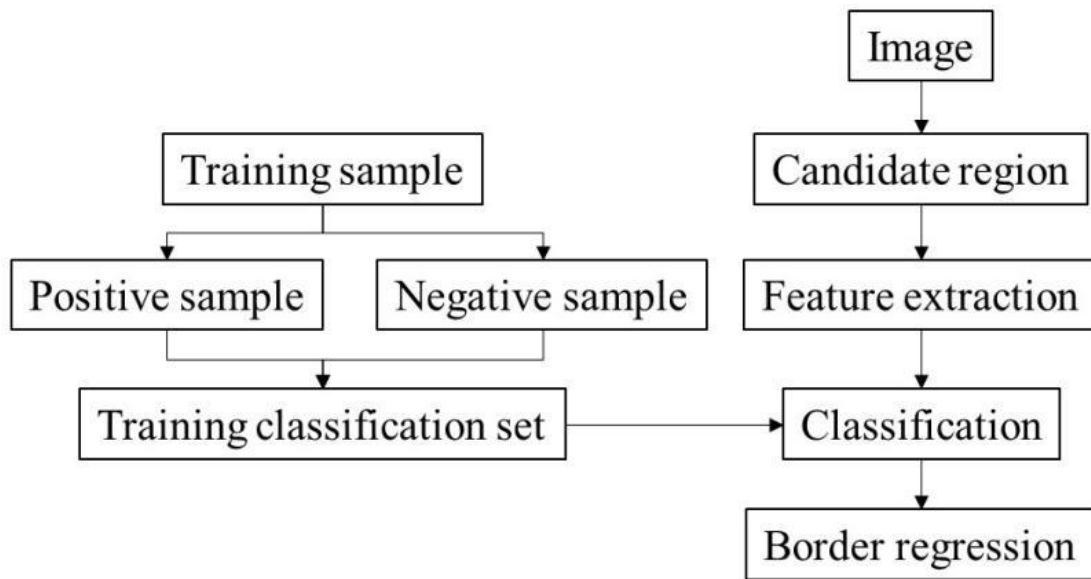 Image
Training sample
Candidate region
Positive sample
Negative sample
Feature extraction
Training classification set
Classification
Border regression